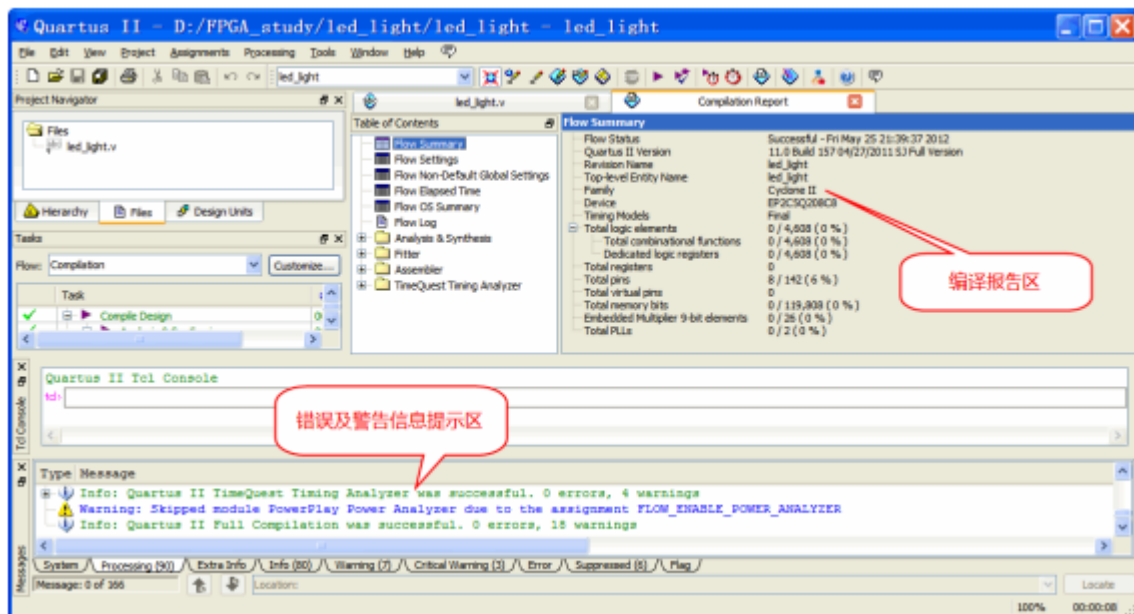 Quartus II - D:/FPGA_study/led_light/led_light - led_light
File Edit View Project Assignments Processing Tools Window Help
led_light
Project Navigator
Files
led_light.v
Hierarchy Files Design Units
Tasks
Flow: Compilation Customize...
Task
Compile Design
led_light.v Compilation Report
Table of Contents
Flow Summary
Flow Settings
Flow Non-Default Global Settings
Flow Elapsed Time
Flow OS Summary
Flow Log
Analysis & Synthesis
Fitter
Assembler
TimeQuest Timing Analyzer
Flow Summary
Flow Status Successful - Fri May 25 21:39:37 2012
Quartus II Version 11.0 Build 157 04/27/2011 SJ Full Version
Revision Name led_light
Top-level Entity Name led_light
Family Cyclone II
Device EP2C5Q208C8
Timing Models Final
Total logic elements 0 / 4,608 ( 0 % )
Total combinational functions 0 / 4,608 ( 0 % )
Dedicated logic registers 0 / 4,608 ( 0 % )
Total registers 0
Total pins 8 / 142 ( 6 % )
Total virtual pins 0
Total memory bits 0 / 119,808 ( 0 % )
Embedded Multiplier 9-bit elements 0 / 26 ( 0 % )
Total PLLs 0 / 2 ( 0 % )
编译报告区
Quartus II Tcl Console
tcl>
Tcl Console
错误及警告信息提示区
Type Message
Info: Quartus II TimeQuest Timing Analyzer was successful. 0 errors, 4 warnings
Warning: Skipped module PowerPlay Power Analyzer due to the assignment FLOW_ENABLE_POWER_ANALYZER
Info: Quartus II Full Compilation was successful. 0 errors, 18 warnings
System Processing (90) Extra Info Info (80) Warning (7) Critical Warning (3) Error Suppressed (6) Flag
Messages
Message: 0 of 366 Location: Locate
100% 00:00:08